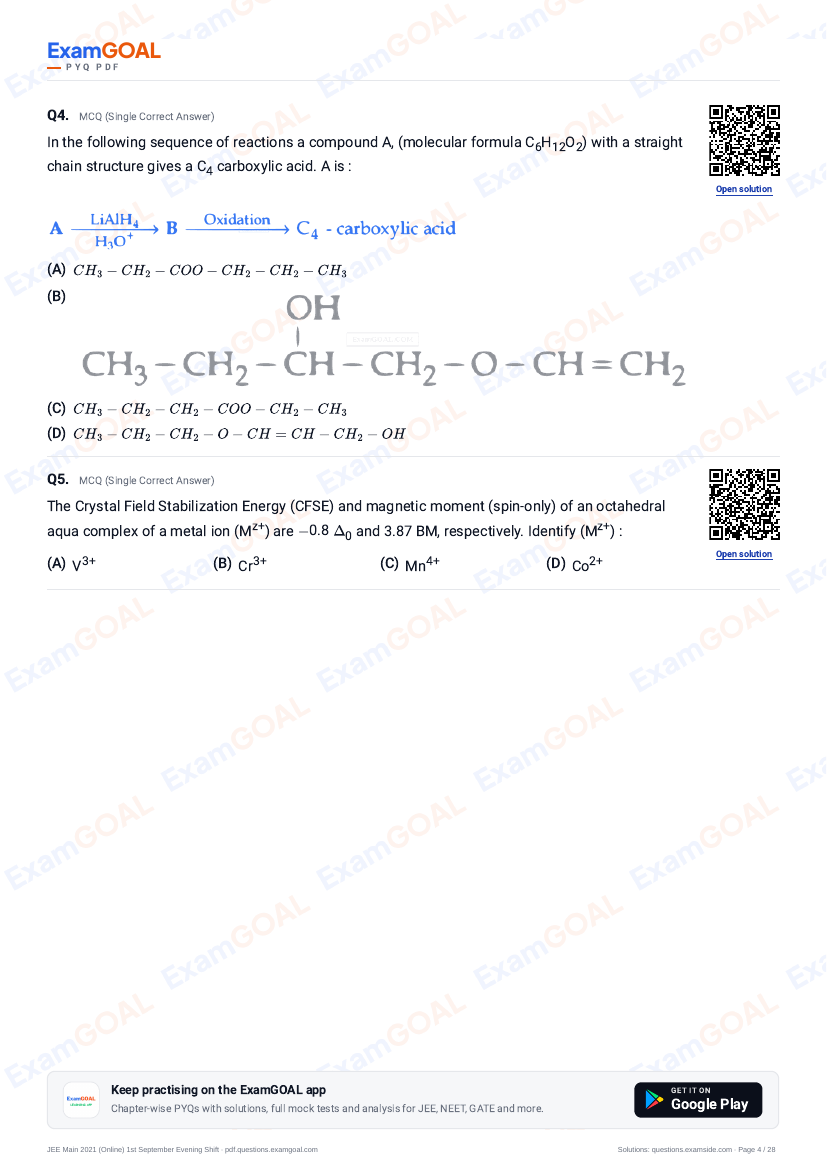 ExamGOAL
PYQ PDF
Q4. MCQ (Single Correct Answer)
In the following sequence of reactions a compound A, (molecular formula C₆H₁₂O₂) with a straight
chain structure gives a C₄ carboxylic acid. A is :
Open solution
A LiAlH₄ / H₃O⁺ → B Oxidation → C₄ - carboxylic acid
(A) CH₃ − CH₂ − COO − CH₂ − CH₂ − CH₃
(B)
OH
ExamGOAL.COM
CH₃ − CH₂ − CH − CH₂ − O − CH = CH₂
(C) CH₃ − CH₂ − CH₂ − COO − CH₂ − CH₃
(D) CH₃ − CH₂ − CH₂ − O − CH = CH − CH₂ − OH
Q5. MCQ (Single Correct Answer)
The Crystal Field Stabilization Energy (CFSE) and magnetic moment (spin-only) of an octahedral
aqua complex of a metal ion (Mᶻ⁺) are −0.8 Δ₀ and 3.87 BM, respectively. Identify (Mᶻ⁺) :
Open solution
(A) V³⁺ (B) Cr³⁺ (C) Mn⁴⁺ (D) Co²⁺
Keep practising on the ExamGOAL app
Chapter-wise PYQs with solutions, full mock tests and analysis for JEE, NEET, GATE and more.
GET IT ON
Google Play
JEE Main 2021 (Online) 1st September Evening Shift · pdf.questions.examgoal.com
Solutions: questions.examside.com · Page 4 / 28